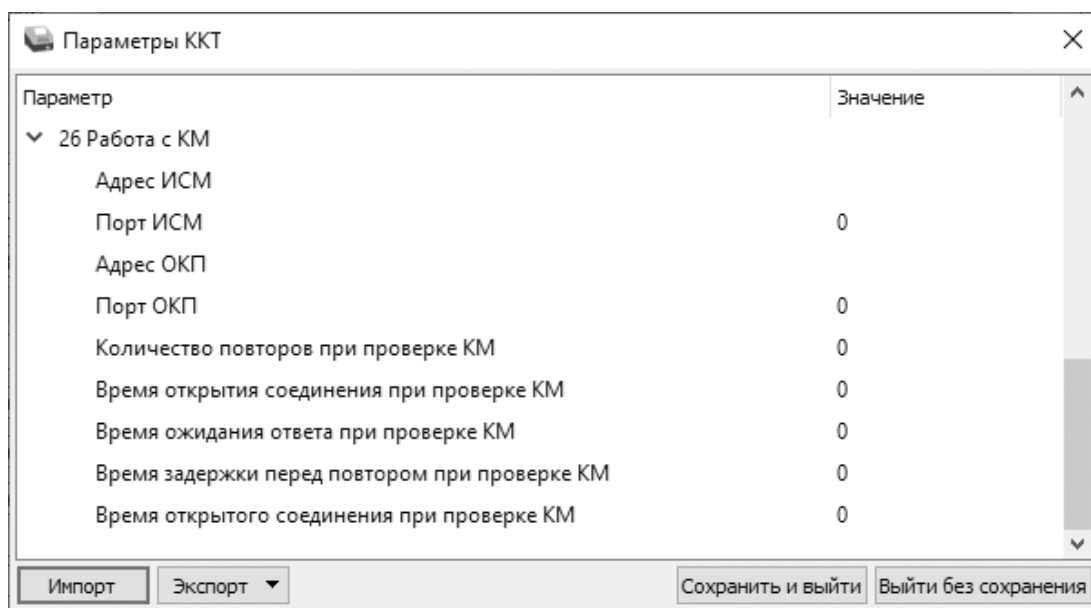 Параметры ККТ
Параметр Значение
26 Работа с КМ
Адрес ИСМ
Порт ИСМ 0
Адрес ОКП
Порт ОКП 0
Количество повторов при проверке КМ 0
Время открытия соединения при проверке КМ 0
Время ожидания ответа при проверке КМ 0
Время задержки перед повтором при проверке КМ 0
Время открытого соединения при проверке КМ 0
Импорт Экспорт Сохранить и выйти Выйти без сохранения